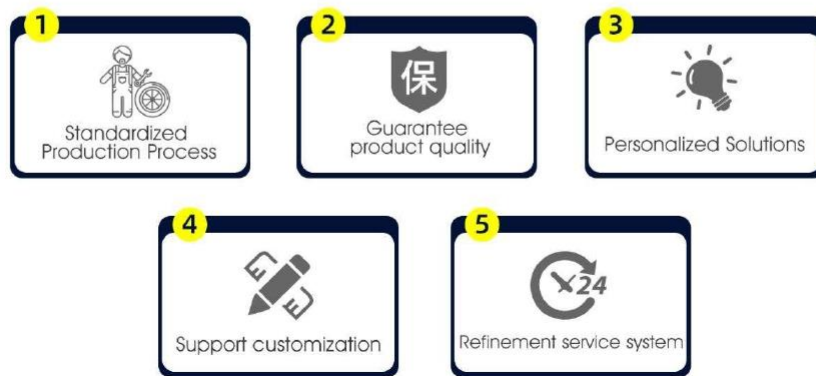 1
Standardized
Production Process
2
保
Guarantee
product quality
3
Personalized Solutions
4
Support customization
5
24
Refinement service system